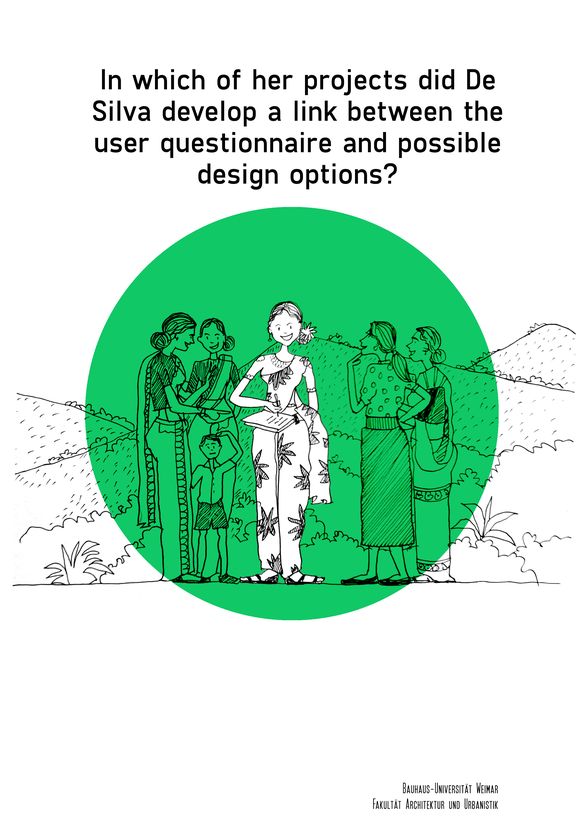 In which of her projects did De
Silva develop a link between the
user questionnaire and possible
design options?
Bauhaus-Universität Weimar
Fakultät Architektur und Urbanistik